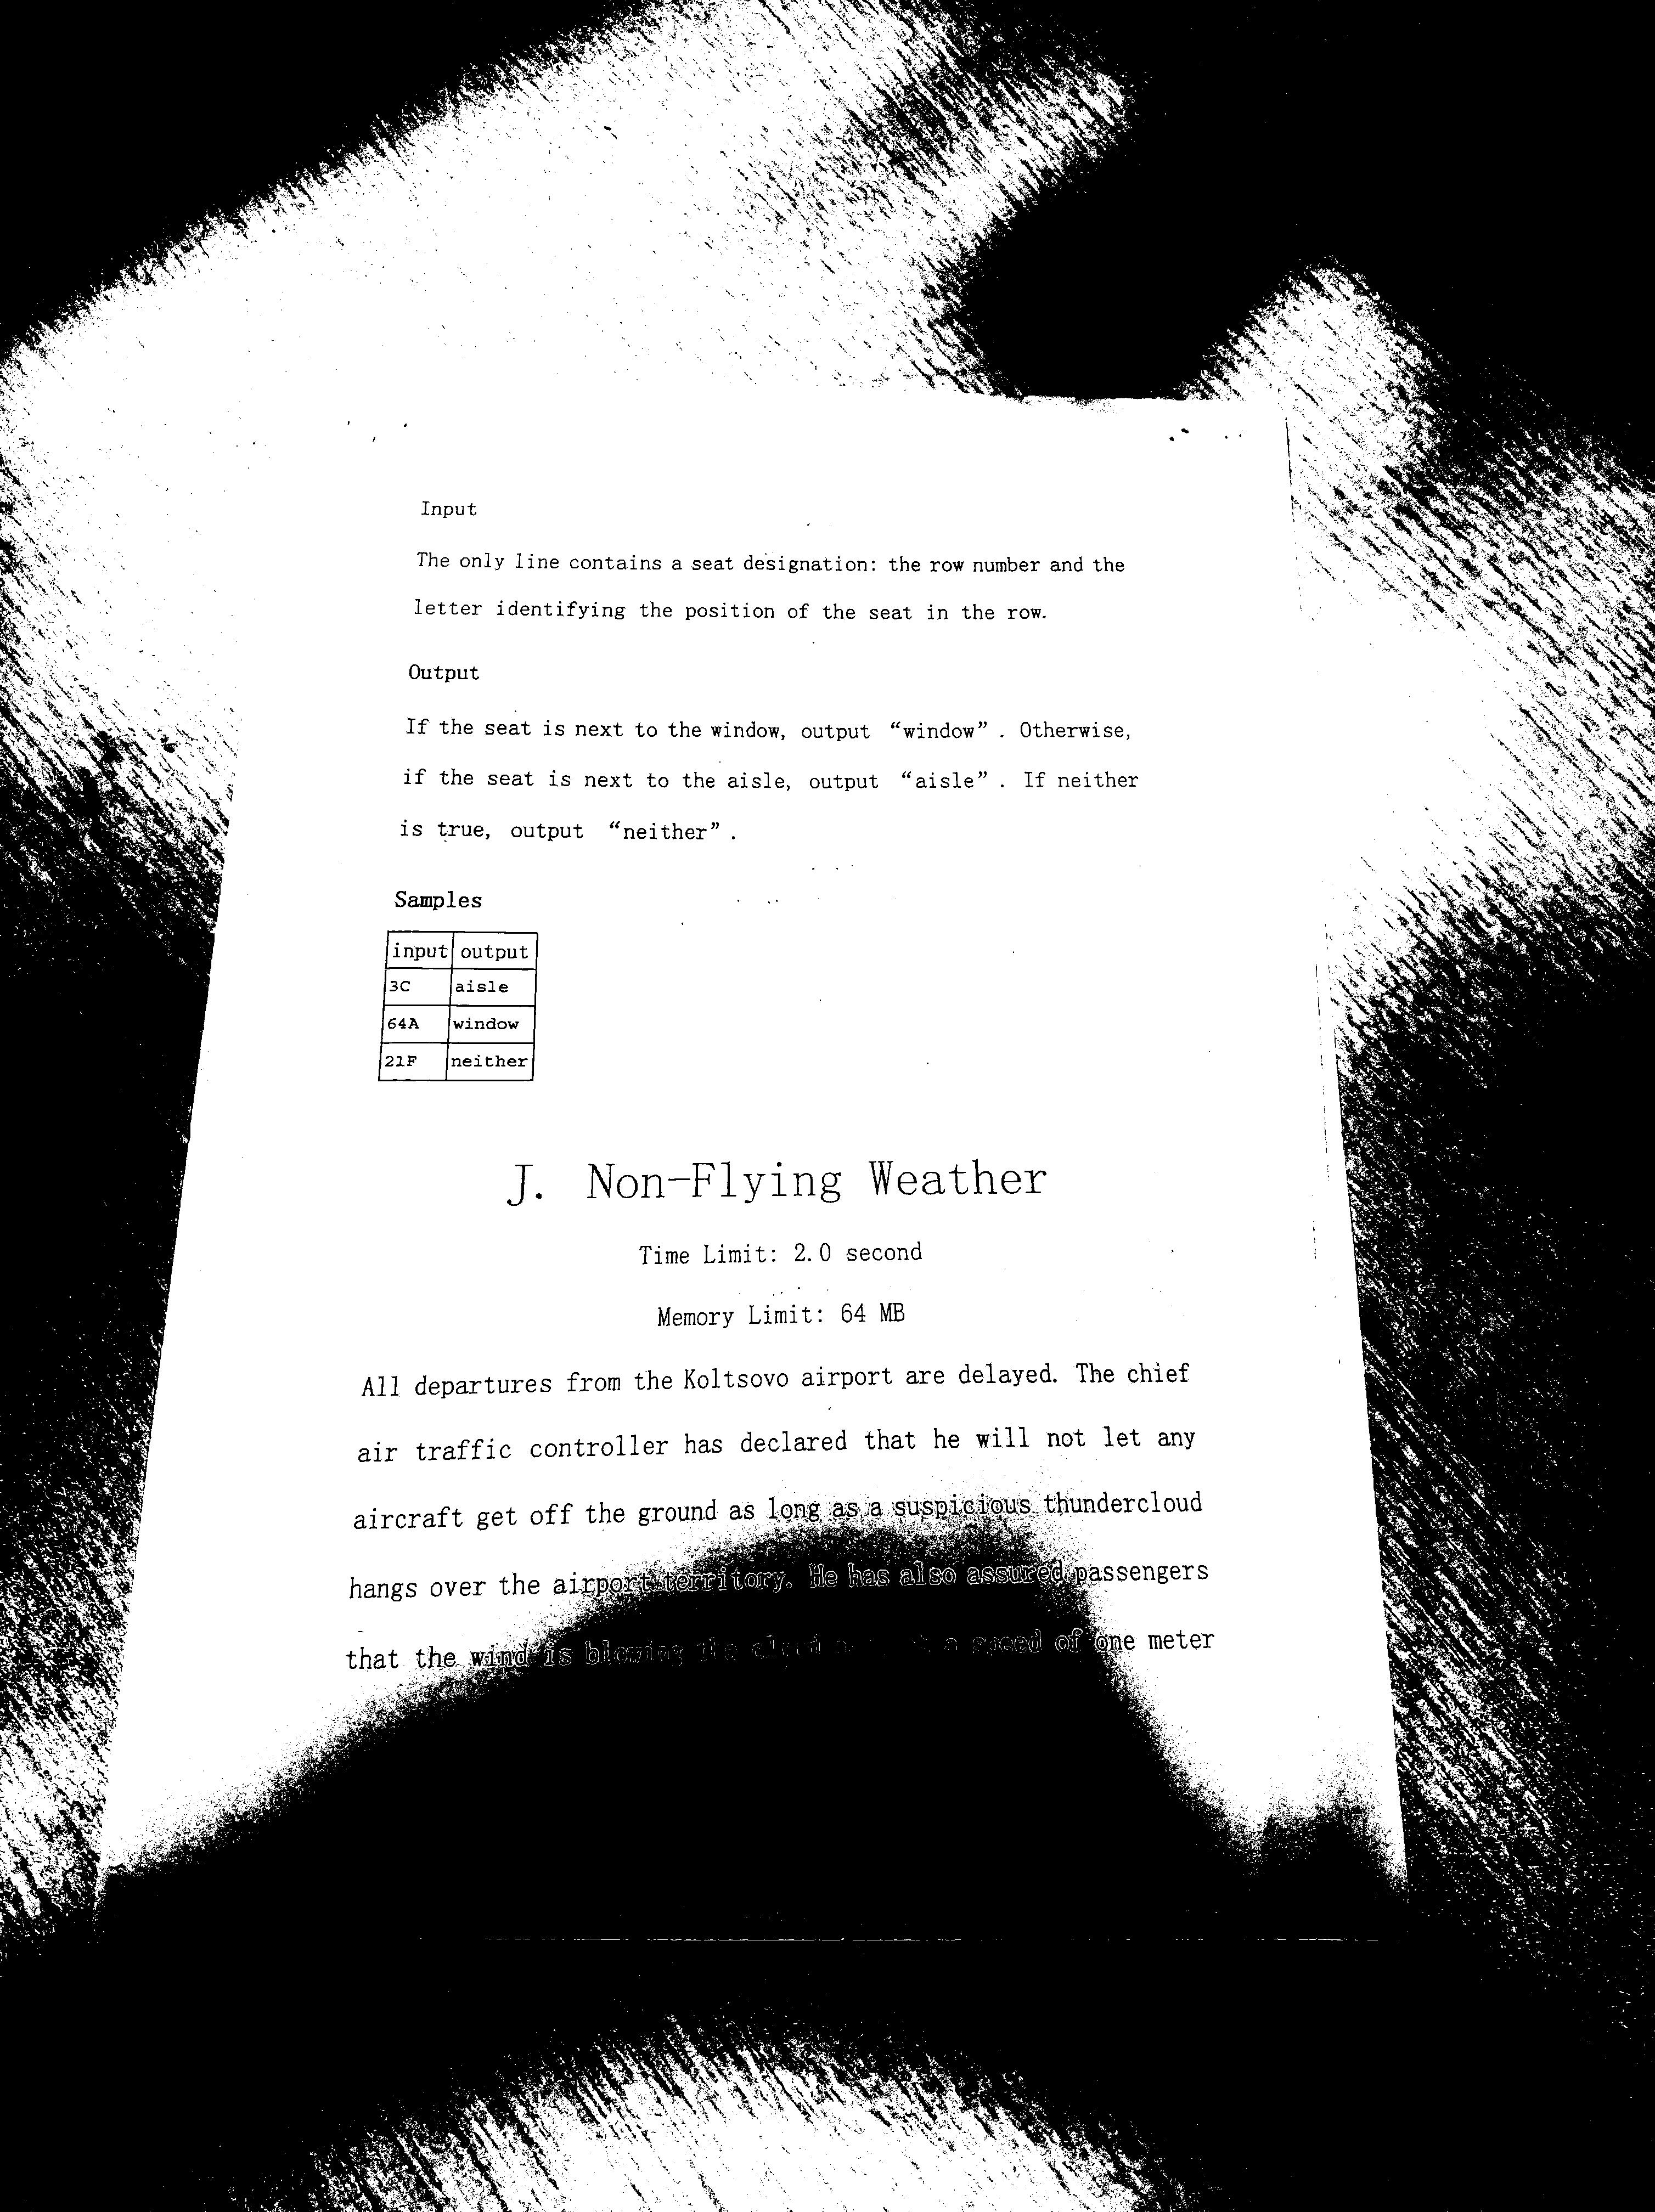 Input
The only line contains a seat designation: the row number and the
letter identifying the position of the seat in the row.
Output
If the seat is next to the window, output “window”. Otherwise,
if the seat is next to the aisle, output “aisle”. If neither
is true, output “neither”.
Samples
input output
3C aisle
64A window
21F neither
J. Non-Flying Weather
Time Limit: 2.0 second
Memory Limit: 64 MB
All departures from the Koltsovo airport are delayed. The chief
air traffic controller has declared that he will not let any
aircraft get off the ground as long as a suspicious thundercloud
hangs over the airport territory. He has also assured passengers
that the wind is blowing the cloud a speed of one meter